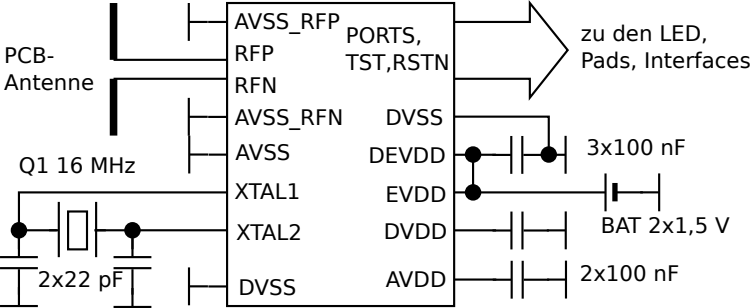 PCB-
Antenne
Q1 16 MHz
2x22 pF
AVSS_RFP
RFP
RFN
AVSS_RFN
AVSS
XTAL1
XTAL2
DVSS
PORTS,
TST,RSTN
DVSS
DEVDD
EVDD
DVDD
AVDD
zu den LED,
Pads, Interfaces
3x100 nF
BAT 2x1,5 V
2x100 nF